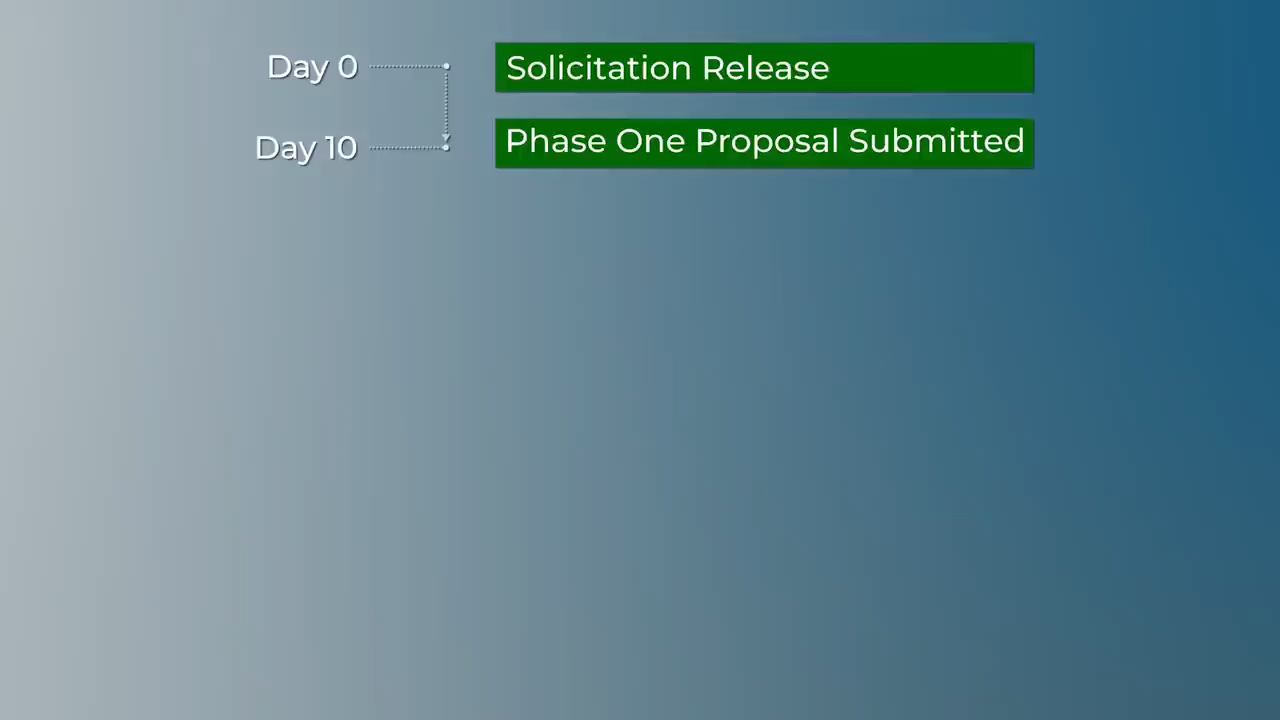 Day 0
Solicitation Release
Day 10
Phase One Proposal Submitted